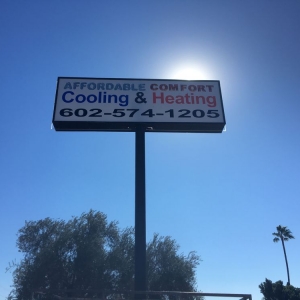 AFFORDABLE COMFORT
Cooling & Heating
602-574-1205